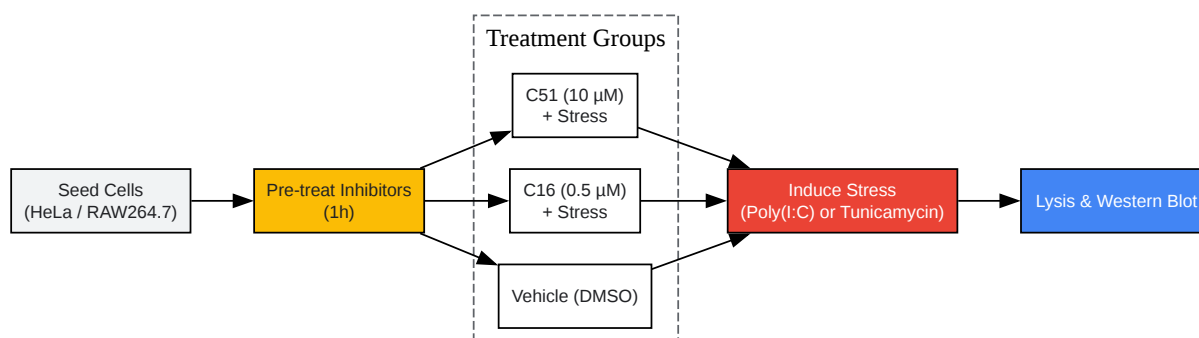 Treatment Groups
C51 (10 µM)
+ Stress
Seed Cells
(HeLa / RAW264.7)
Pre-treat Inhibitors
(1h)
C16 (0.5 µM)
+ Stress
Induce Stress
(Poly(I:C) or Tunicamycin)
Lysis & Western Blot
Vehicle (DMSO)